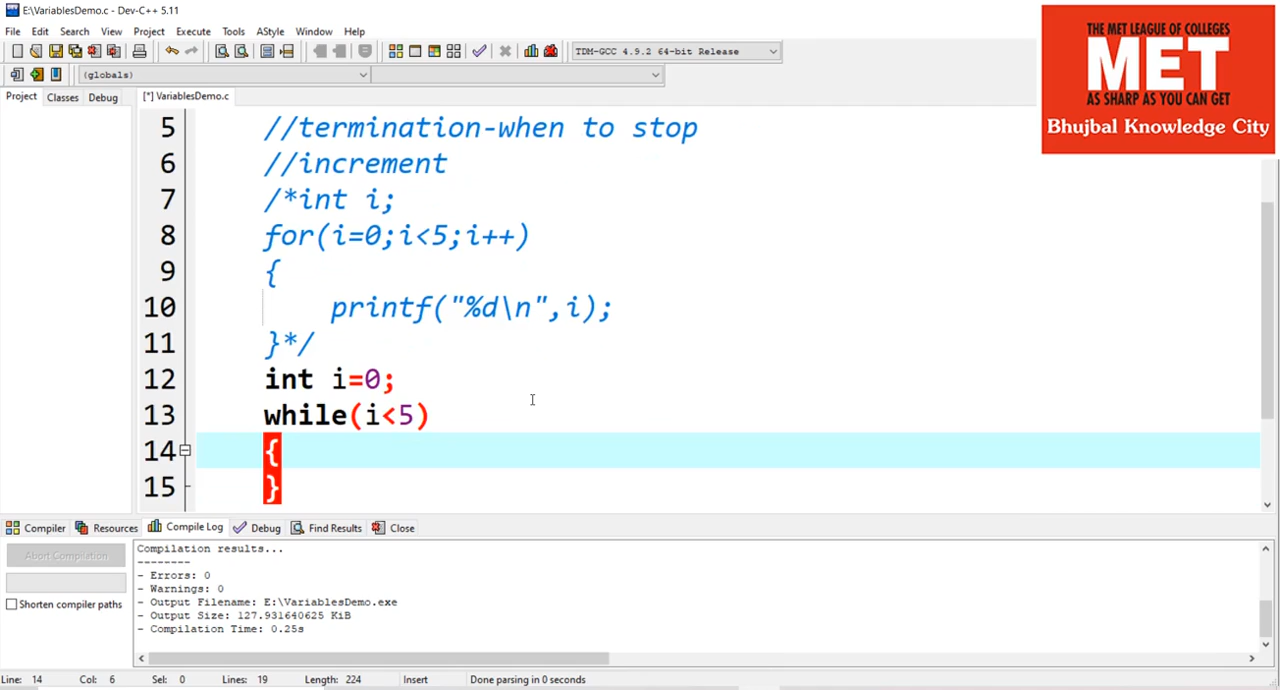 E:\VariablesDemo.c - Dev-C++ 5.11
File Edit Search View Project Execute Tools AStyle Window Help
TDM-GCC 4.9.2 64-bit Release
(globals)
Project Classes Debug
[*] VariablesDemo.c
THE MET LEAGUE OF COLLEGES
MET
AS SHARP AS YOU CAN GET
Bhujbal Knowledge City
5 //termination-when to stop
6 //increment
7 /*int i;
8 for(i=0;i<5;i++)
9 {
10 printf("%d\n",i);
11 }*/
12 int i=0;
13 while(i<5)
14 {
15 }
Compiler Resources Compile Log Debug Find Results Close
Abort Compilation
Shorten compiler paths
Compilation results...
--------
- Errors: 0
- Warnings: 0
- Output Filename: E:\VariablesDemo.exe
- Output Size: 127.931640625 KiB
- Compilation Time: 0.25s
Line: 14 Col: 6 Sel: 0 Lines: 19 Length: 224 Insert Done parsing in 0 seconds